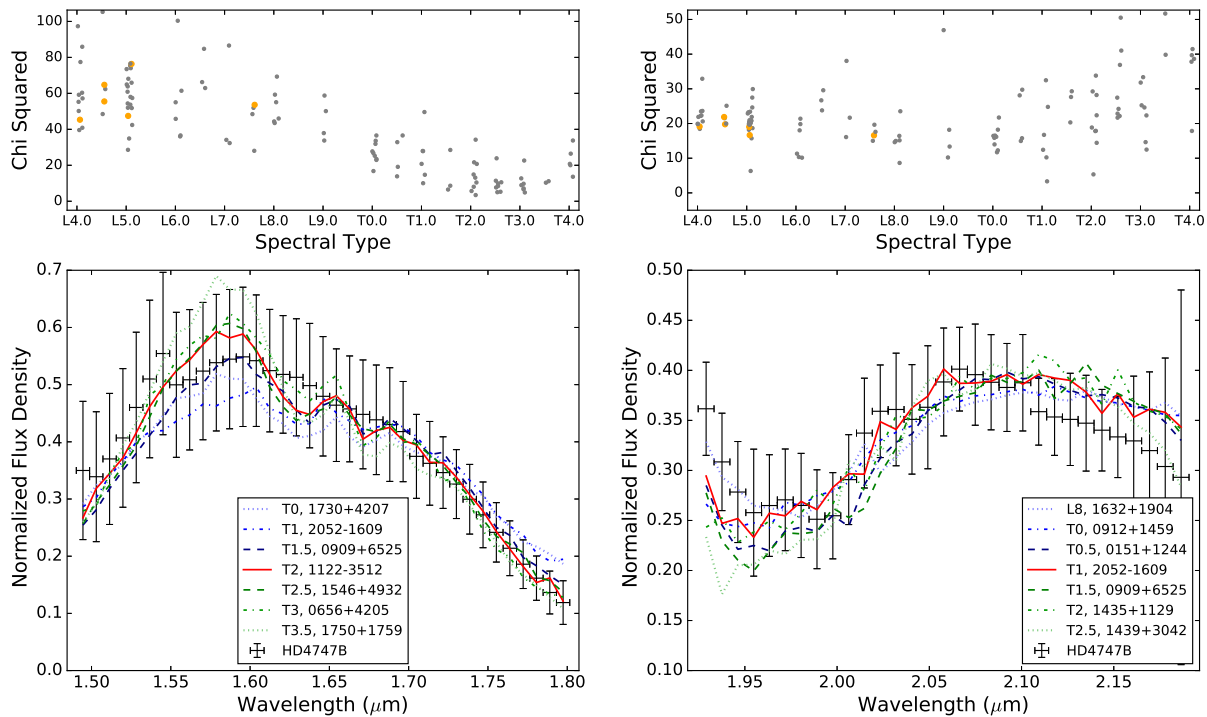 Chi Squared
100
80
60
40
20
0
L4.0 L5.0 L6.0 L7.0 L8.0 L9.0 T0.0 T1.0 T2.0 T3.0 T4.0
Spectral Type
Chi Squared
50
40
30
20
10
0
L4.0 L5.0 L6.0 L7.0 L8.0 L9.0 T0.0 T1.0 T2.0 T3.0 T4.0
Spectral Type
Normalized Flux Density
0.7
0.6
0.5
0.4
0.3
0.2
0.1
0.0
T0, 1730+4207
T1, 2052-1609
T1.5, 0909+6525
T2, 1122-3512
T2.5, 1546+4932
T3, 0656+4205
T3.5, 1750+1759
HD4747B
1.50 1.55 1.60 1.65 1.70 1.75 1.80
Wavelength (μm)
Normalized Flux Density
0.50
0.45
0.40
0.35
0.30
0.25
0.20
0.15
0.10
L8, 1632+1904
T0, 0912+1459
T0.5, 0151+1244
T1, 2052-1609
T1.5, 0909+6525
T2, 1435+1129
T2.5, 1439+3042
HD4747B
1.95 2.00 2.05 2.10 2.15
Wavelength (μm)